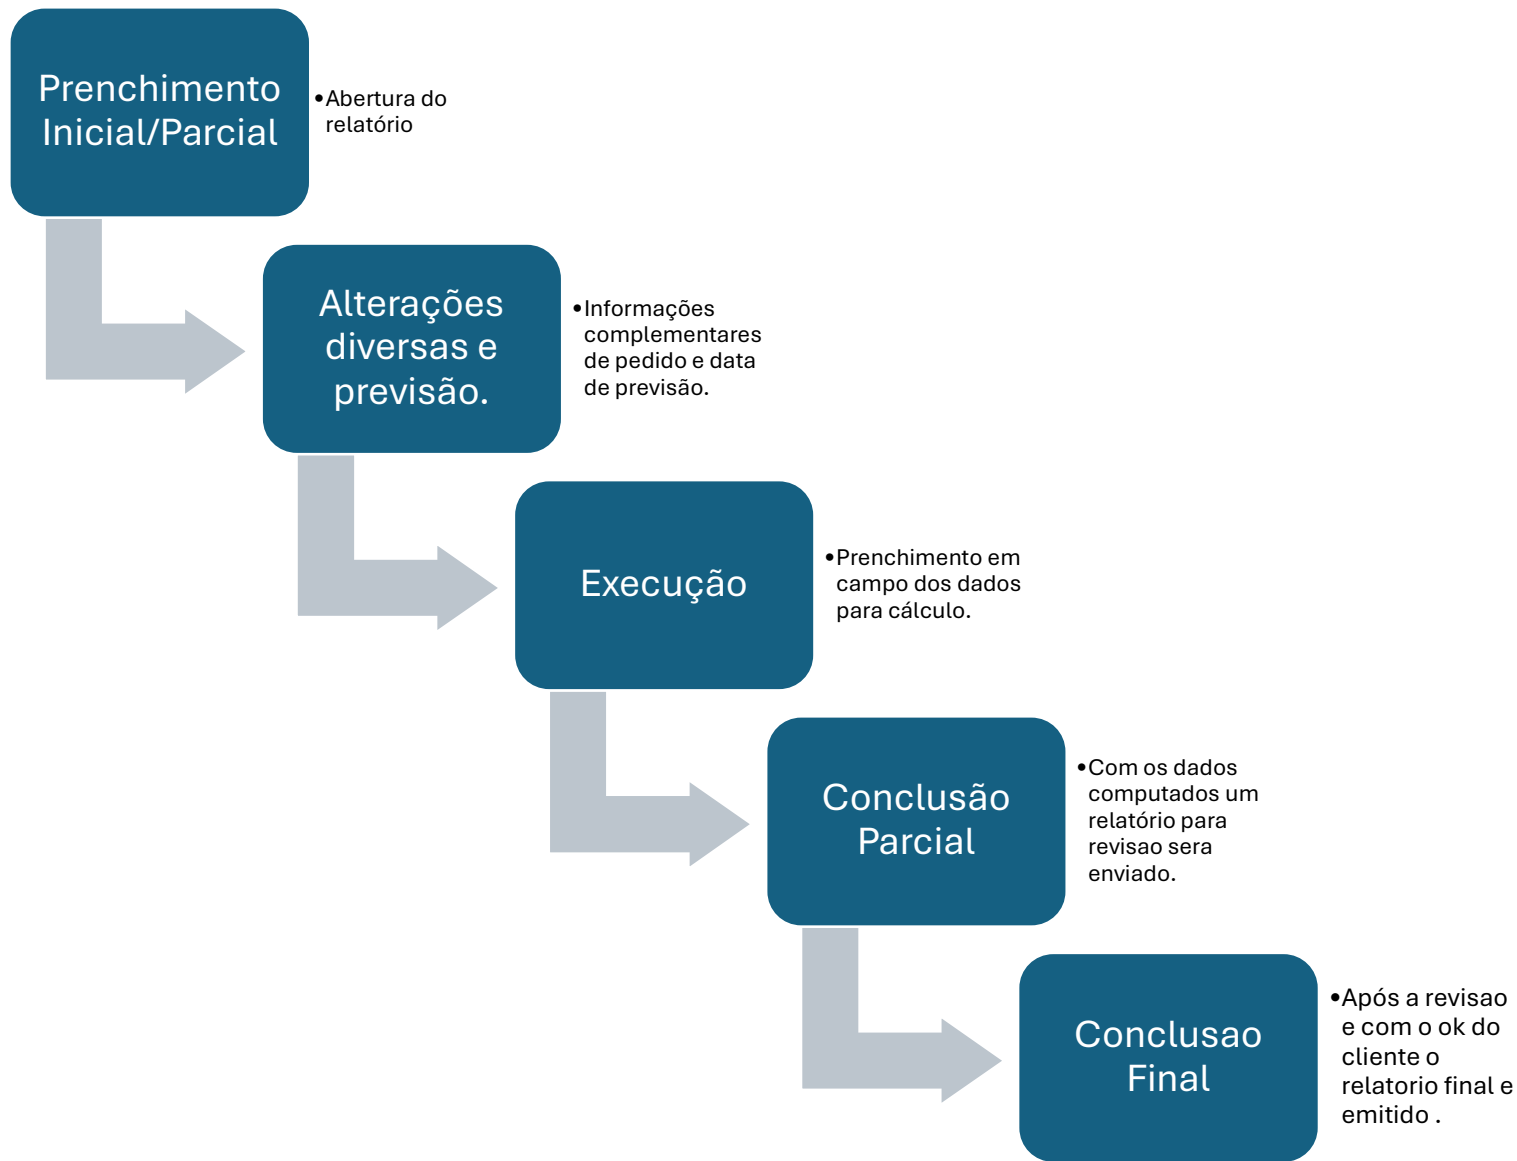 Prenchimento
Inicial/Parcial
•Abertura do
relatório
Alterações
diversas e
previsão.
•Informações
complementares
de pedido e data
de previsão.
Execução
•Prenchimento em
campo dos dados
para cálculo.
Conclusão
Parcial
•Com os dados
computados um
relatório para
revisao sera
enviado.
Conclusao
Final
•Após a revisao
e com o ok do
cliente o
relatorio final e
emitido .